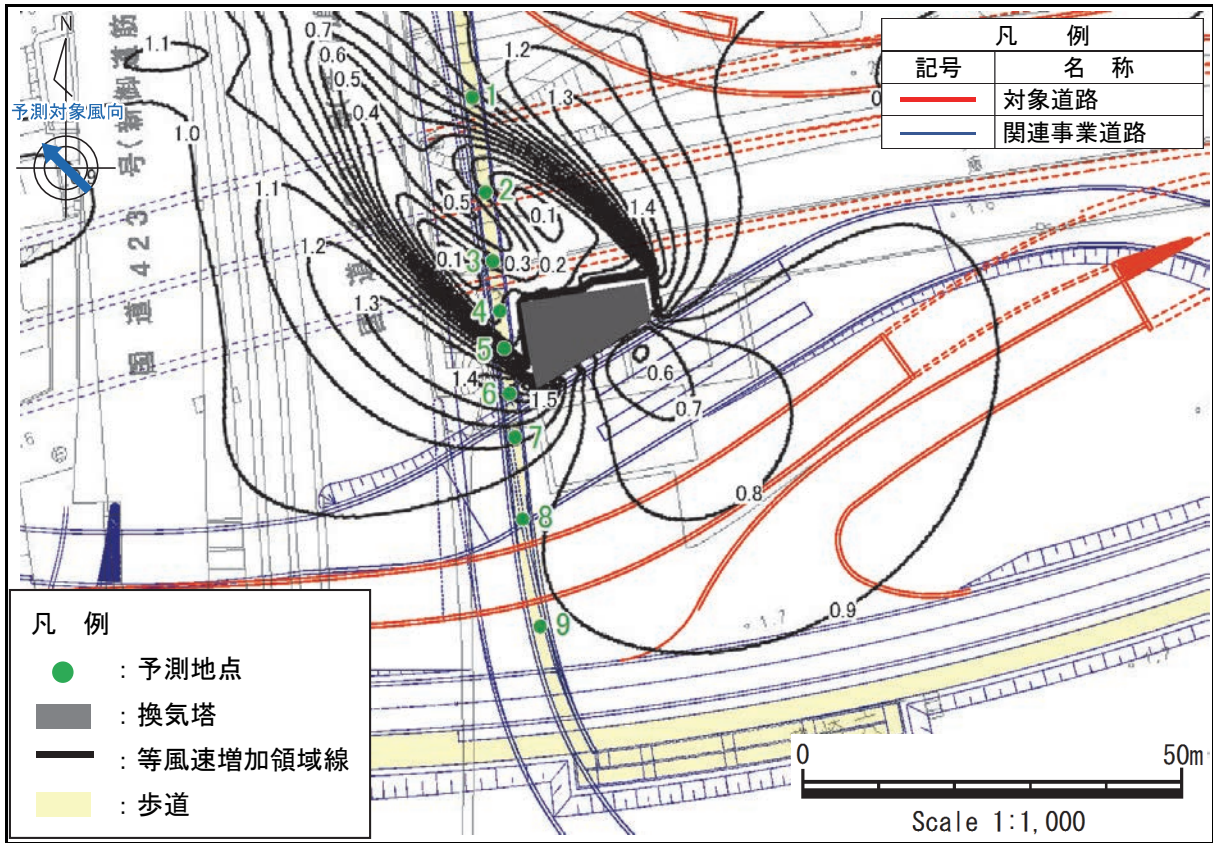 凡 例
記号 名 称
対象道路
関連事業道路
N
予測対象風向
国道423号(新御堂筋
1.1
1.0
1.1
1.2
1.3
0.7
0.6
0.5
0.4
1.2
1.3
1.4
0.5
0.1
0.1
0.3
0.2
1.4
1.5
0.6
0.7
0.8
0.9
1
2
3
4
5
6
7
8
9
1.7
1.7
凡 例
: 予測地点
: 換気塔
: 等風速増加領域線
: 歩道
0 50m
Scale 1:1,000